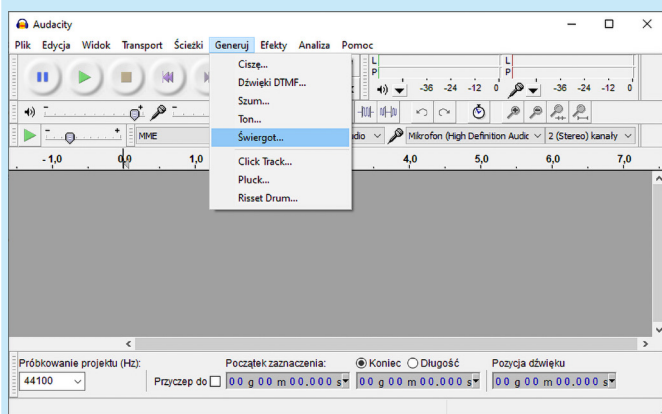 Audacity
Plik Edycja Widok Transport Ścieżki Generuj Efekty Analiza Pomoc
Ciszę...
Dźwięki DTMF...
Szum...
Ton...
Świergot...
Click Track...
Pluck...
Risset Drum...
L L
P P
-36 -24 -12 0 -36 -24 -12 0
MME Mikrofon (High Definition Audic 2 (Stereo) kanały
- 1,0 0,0 1,0 4,0 5,0 6,0 7,0
Próbkowanie projektu (Hz): Początek zaznaczenia: Koniec Długość Pozycja dźwięku
44100 Przyczep do 00 g 00 m 00.000 s 00 g 00 m 00.000 s 00 g 00 m 00.000 s